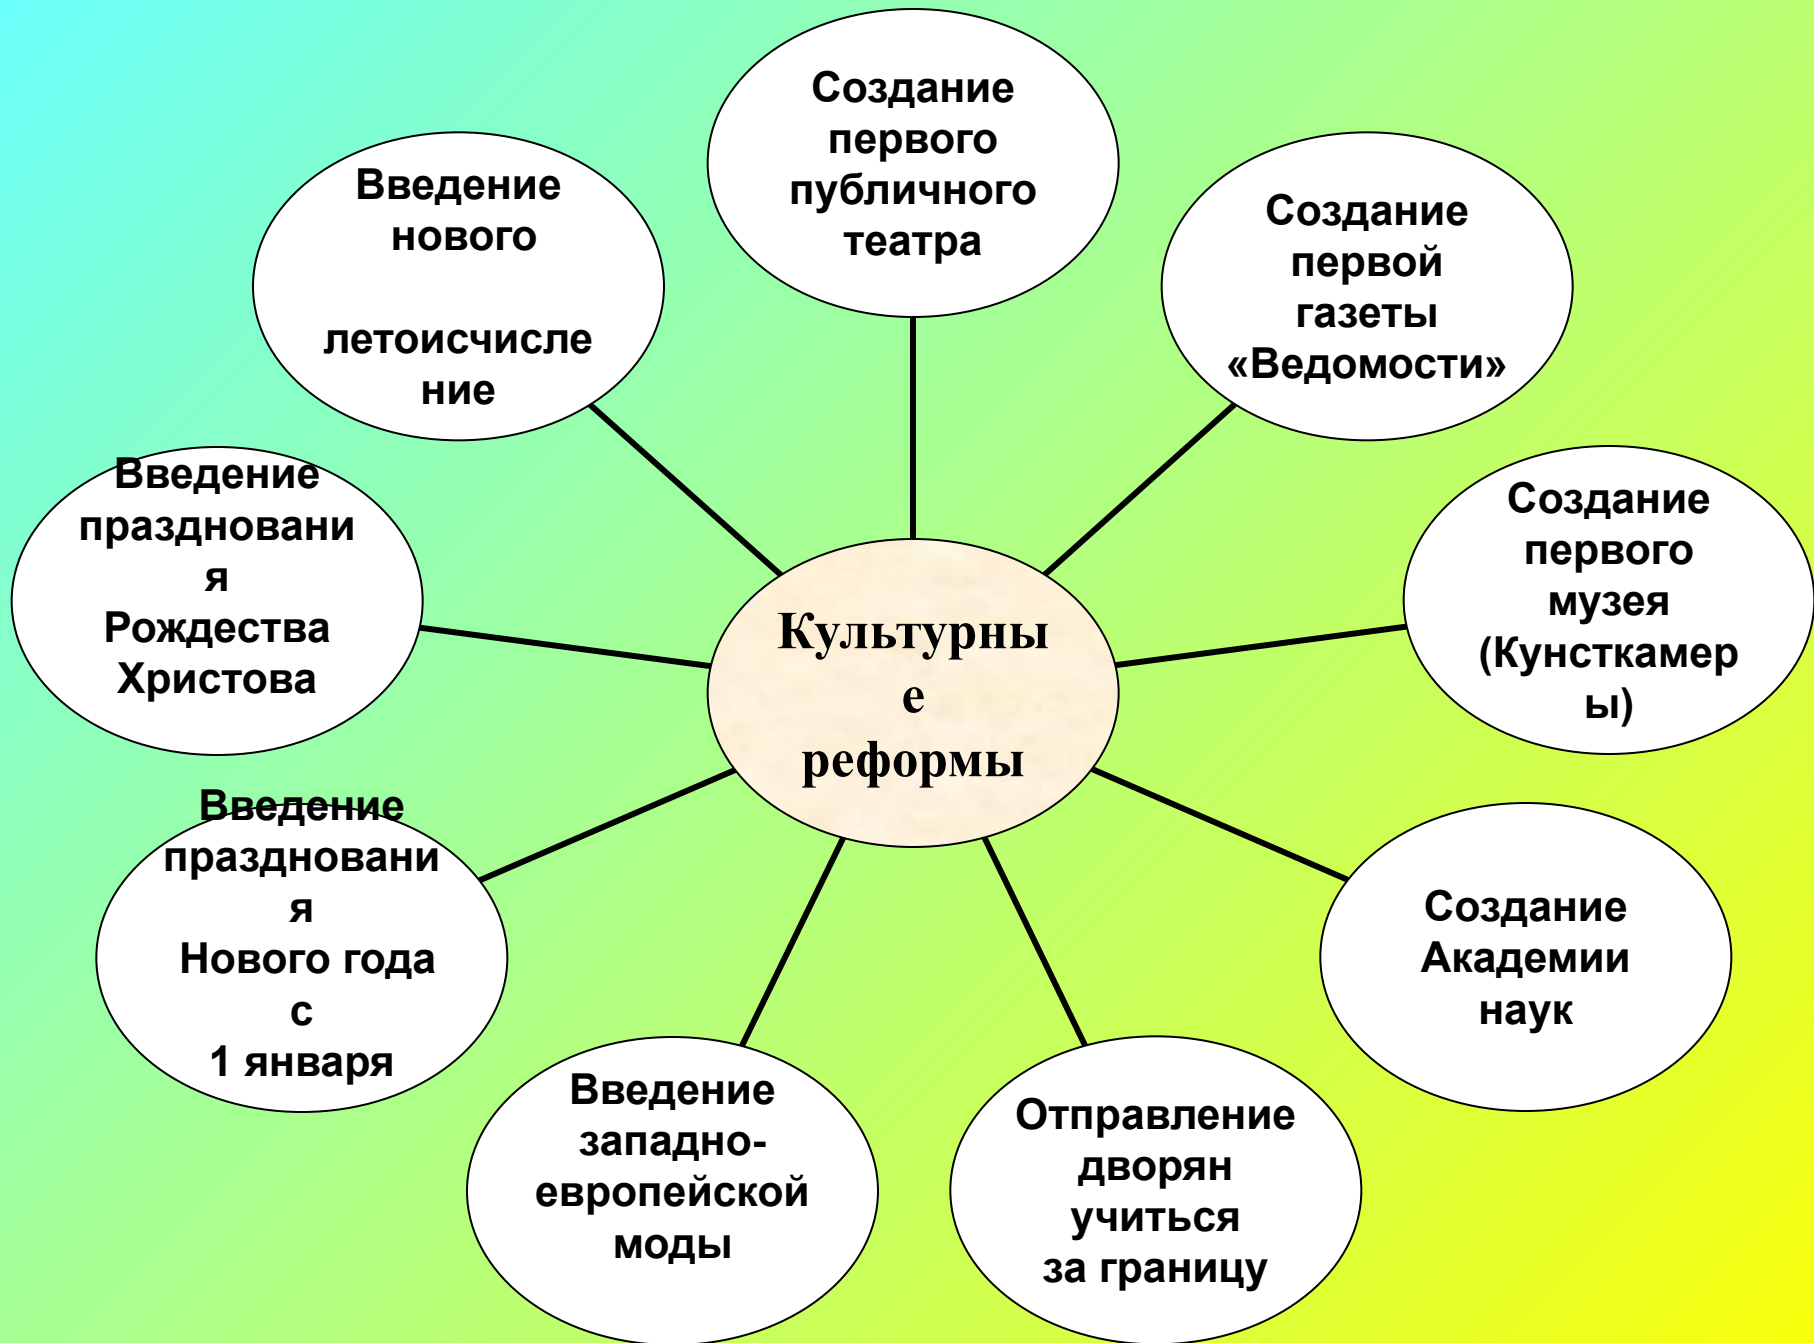 Создание
первого
публичного
театра
Введение
нового
летоисчисле
ние
Создание
первой
газеты
«Ведомости»
Введение
праздновани
я
Рождества
Христова
Создание
первого
музея
(Кунсткамер
ы)
Культурны
е
реформы
Введение
праздновани
я
Нового года
с
1 января
Создание
Академии
наук
Введение
западно-
европейской
моды
Отправление
дворян
учиться
за границу